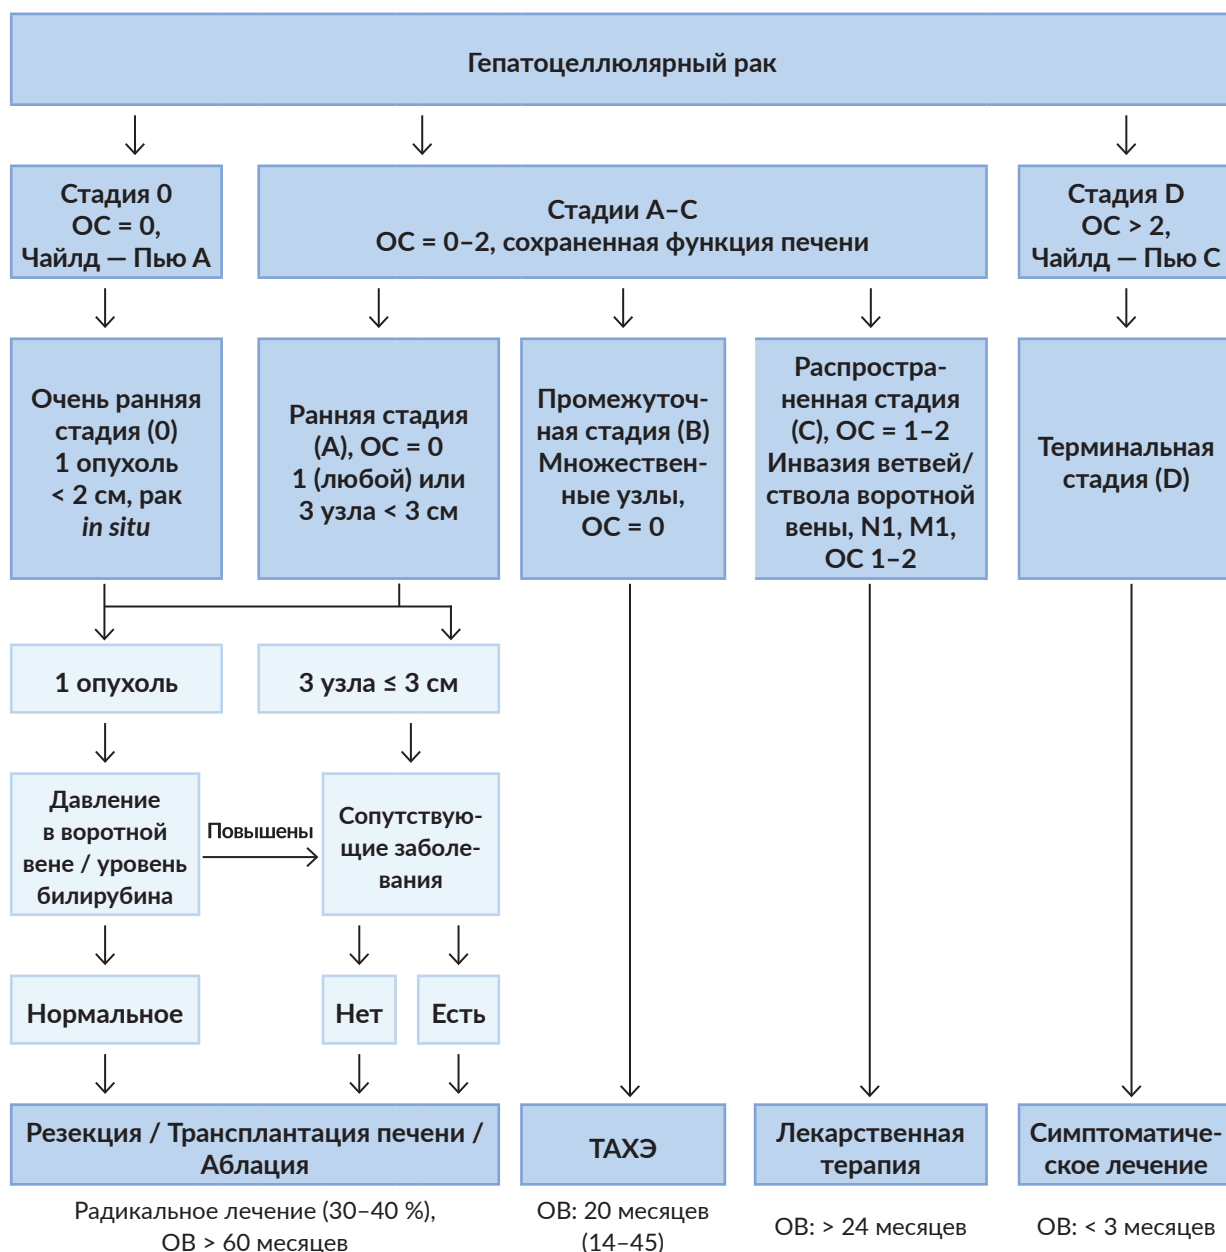 Гепатоцеллюлярный рак
Стадия 0
ОС = 0,
Чайлд — Пью А
Стадии А–С
ОС = 0–2, сохраненная функция печени
Стадия D
ОС > 2,
Чайлд — Пью С
Очень ранняя
стадия (0)
1 опухоль
< 2 см, рак
in situ
Ранняя стадия
(А), ОС = 0
1 (любой) или
3 узла < 3 см
Промежуточ-
ная стадия (В)
Множествен-
ные узлы,
ОС = 0
Распростра-
ненная стадия
(С), ОС = 1–2
Инвазия ветвей/
ствола воротной
вены, N1, M1,
ОС 1–2
Терминальная
стадия (D)
1 опухоль
3 узла ≤ 3 см
Давление
в воротной
вене / уровень
билирубина
Повышены
Сопутствую-
щие заболе-
вания
Нормальное
Нет
Есть
Резекция / Трансплантация печени /
Аблация
ТАХЭ
Лекарственная
терапия
Симптоматиче-
ское лечение
Радикальное лечение (30–40 %),
ОВ > 60 месяцев
ОВ: 20 месяцев
(14–45)
ОВ: > 24 месяцев
ОВ: < 3 месяцев